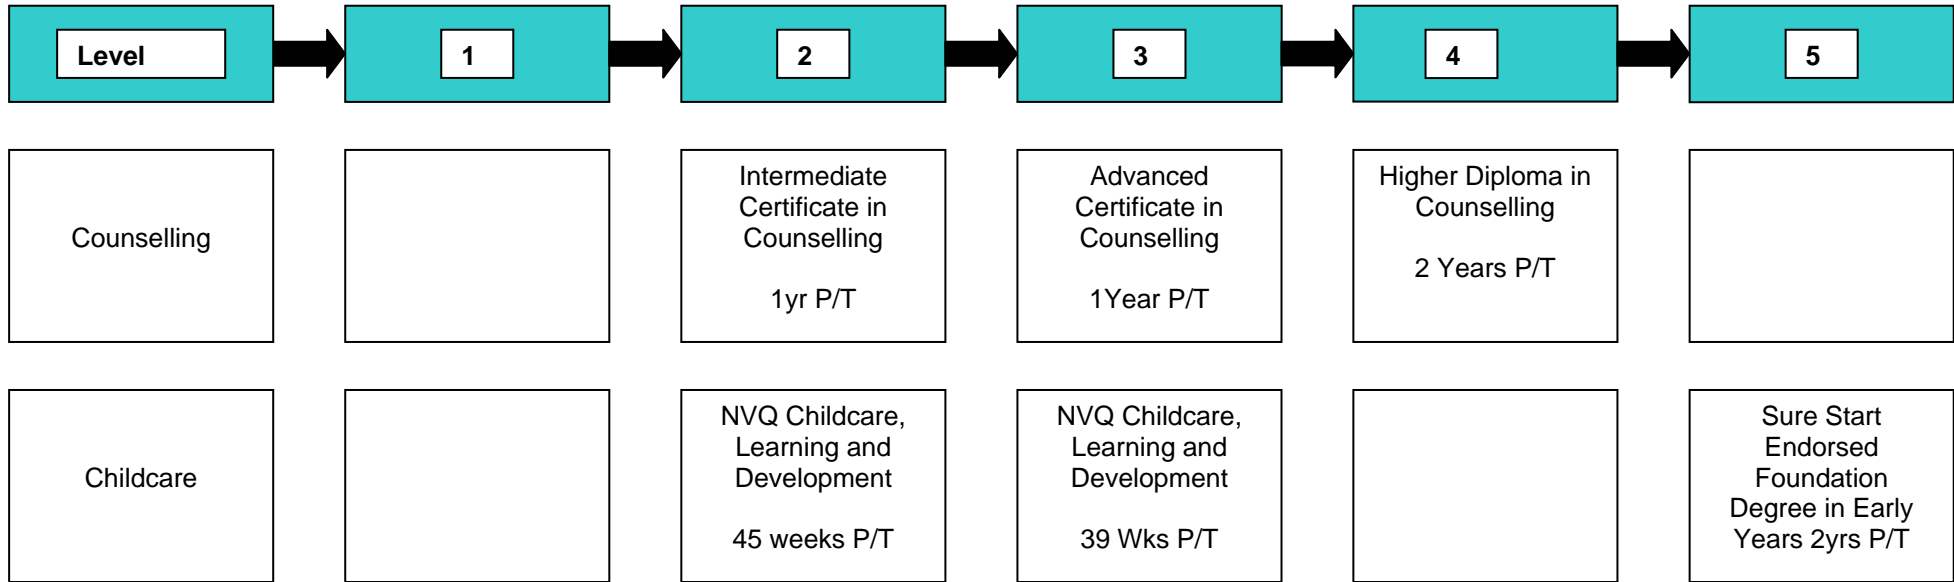 Level
1
2
3
4
5
Counselling
Intermediate
Certificate in
Counselling
1yr P/T
Advanced
Certificate in
Counselling
1Year P/T
Higher Diploma in
Counselling
2 Years P/T
Childcare
NVQ Childcare,
Learning and
Development
45 weeks P/T
NVQ Childcare,
Learning and
Development
39 Wks P/T
Sure Start
Endorsed
Foundation
Degree in Early
Years 2yrs P/T